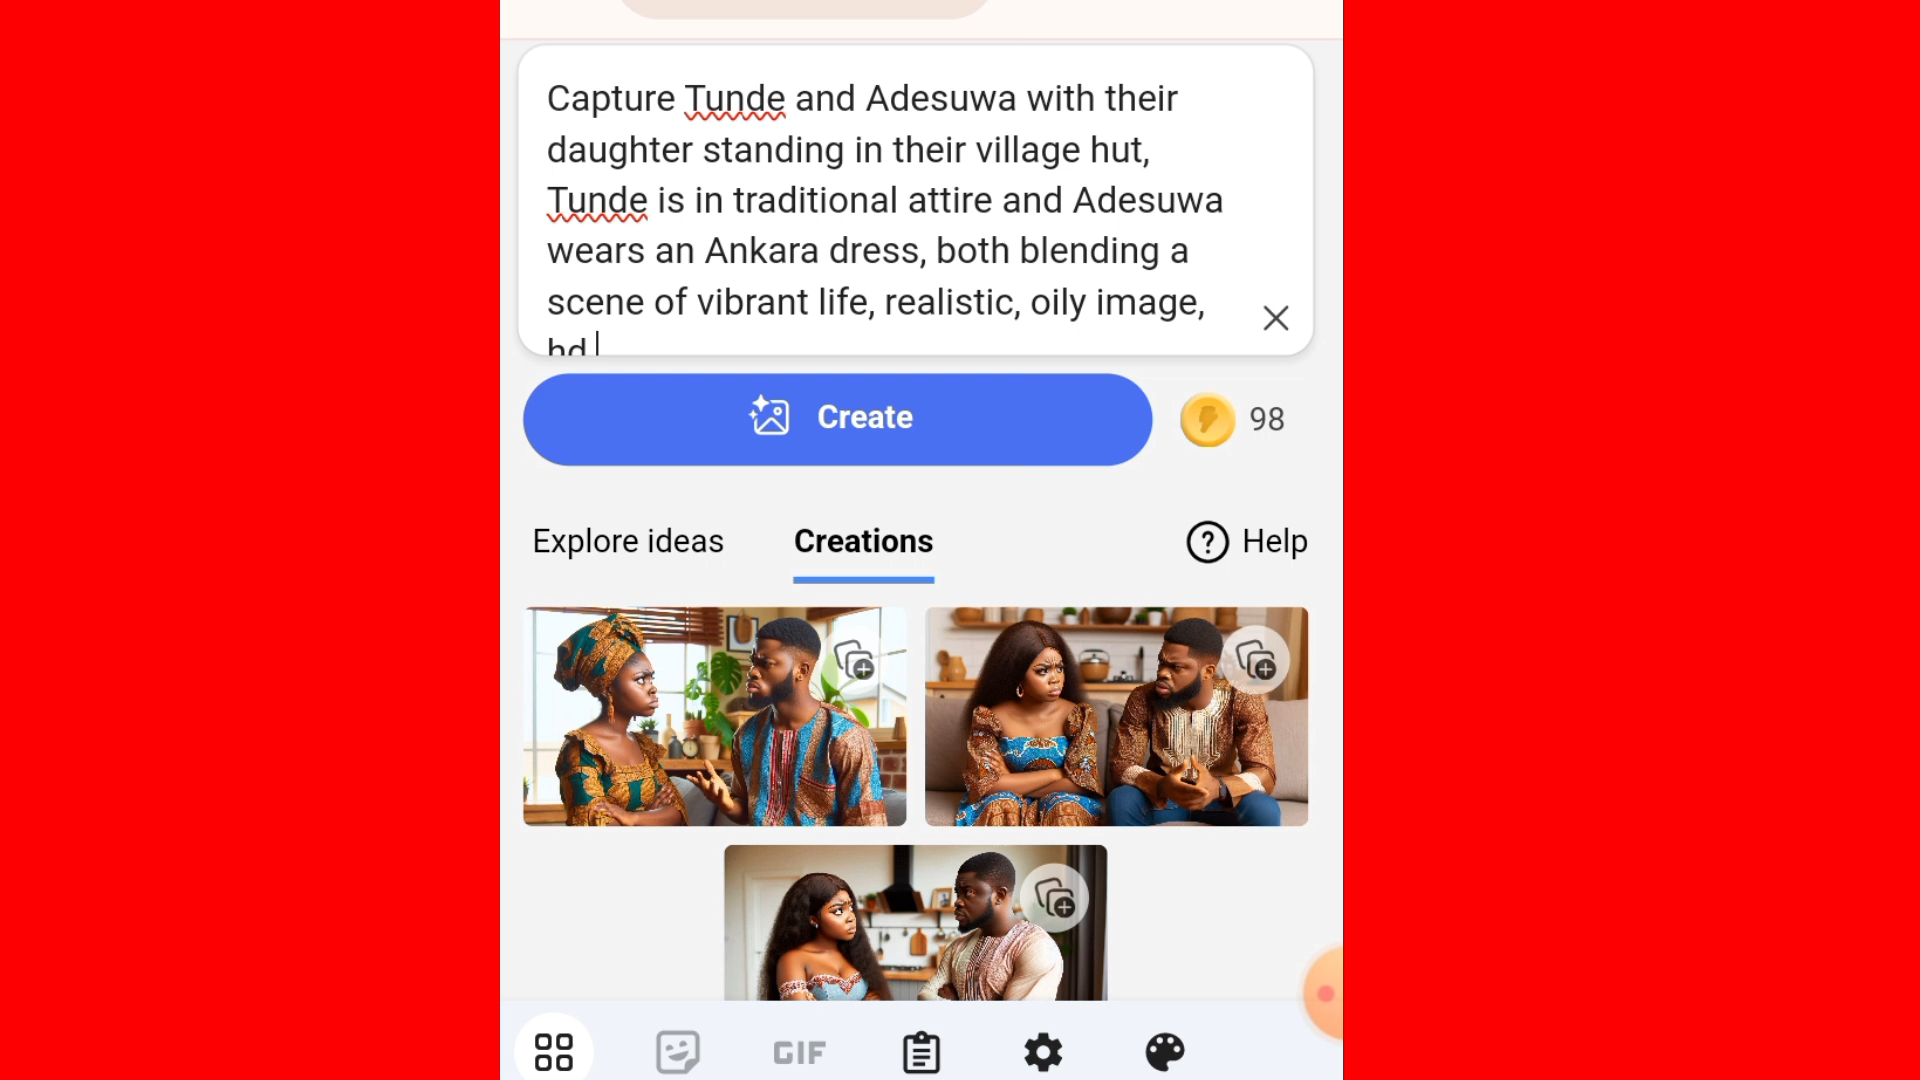 Capture Tunde and Adesuwa with their
daughter standing in their village hut,
Tunde is in traditional attire and Adesuwa
wears an Ankara dress, both blending a
scene of vibrant life, realistic, oily image,
hd
Create
98
Explore ideas
Creations
Help
GIF